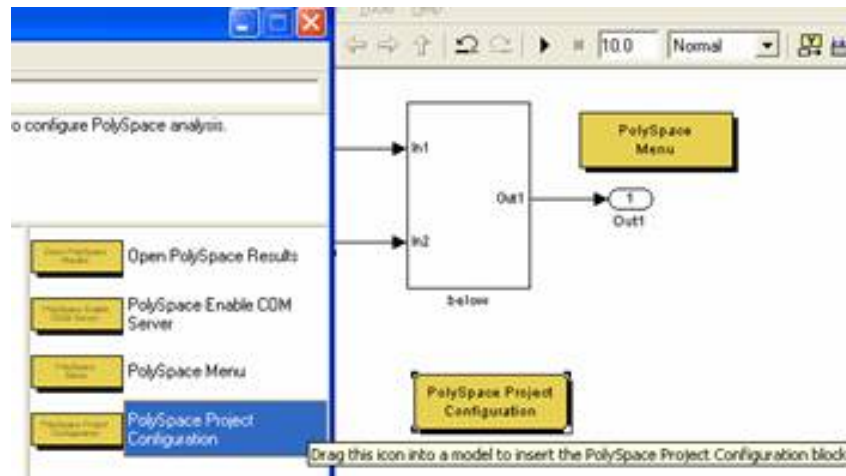 10.0 Normal
o configure PolySpace analysis.
PolySpace
Menu
In1
Out1
1
Out1
In2
below
Open PolySpace Results
PolySpace Enable COM
Server
PolySpace Menu
PolySpace Project
Configuration
PolySpace Project
Configuration
Drag this icon into a model to insert the PolySpace Project Configuration block